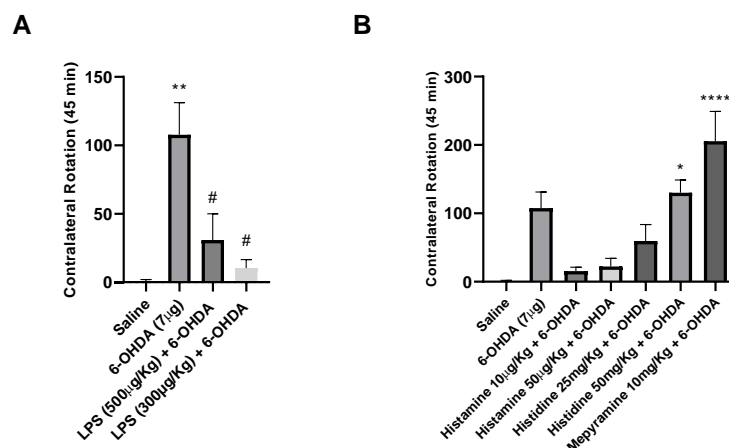 A
B
Contralateral Rotation (45 min)
150
100
50
0
**
#
#
Saline
6-OHDA (7µg)
LPS (500µg/Kg) + 6-OHDA
LPS (300µg/Kg) + 6-OHDA
Contralateral Rotation (45 min)
300
200
100
0
*
****
Saline
6-OHDA (7µg)
Histamine 10µg/Kg + 6-OHDA
Histamine 50µg/Kg + 6-OHDA
Histidine 25mg/Kg + 6-OHDA
Histidine 50mg/Kg + 6-OHDA
Mepyramine 10mg/Kg + 6-OHDA